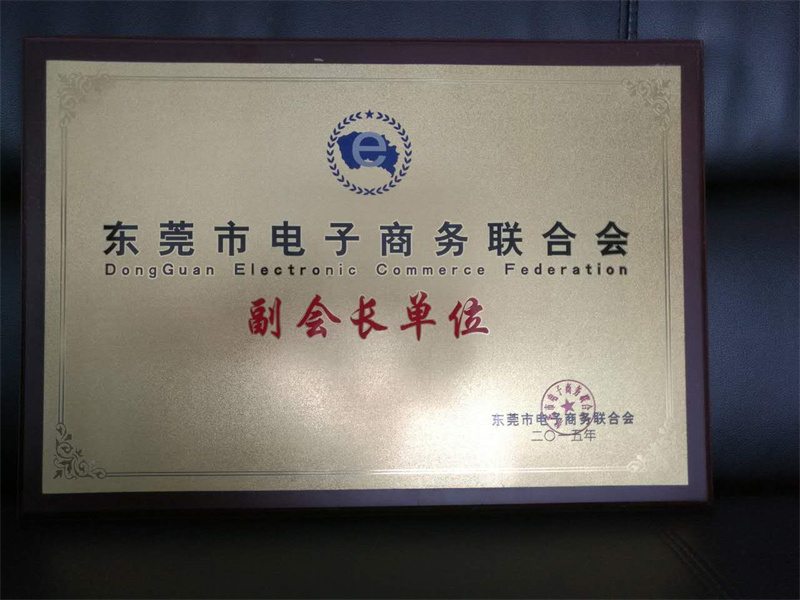 e
东莞市电子商务联合会
DongGuan Electronic Commerce Federation
副会长单位
东莞市电子商务联合会
二〇一五年